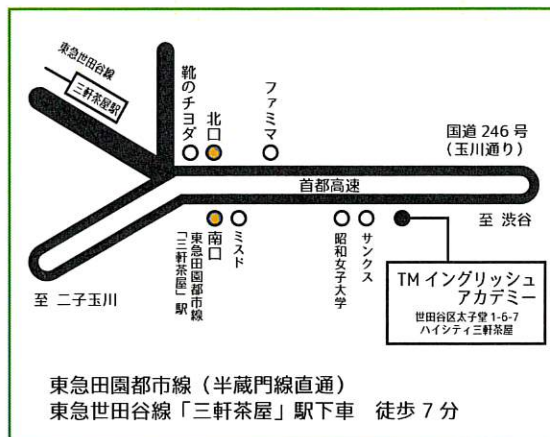 東急世田谷線
三軒茶屋駅
靴のチヨダ
北口
ファミマ
国道 246 号
(玉川通り)
首都高速
至 渋谷
至 二子玉川
東急田園都市線
「三軒茶屋」駅
南口
ミスド
昭和女子大学
サンクス
TM イングリッシュ
アカデミー
世田谷区太子堂 1-6-7
ハイシティ三軒茶屋
東急田園都市線（半蔵門線直通）
東急世田谷線「三軒茶屋」駅下車　徒歩 7 分